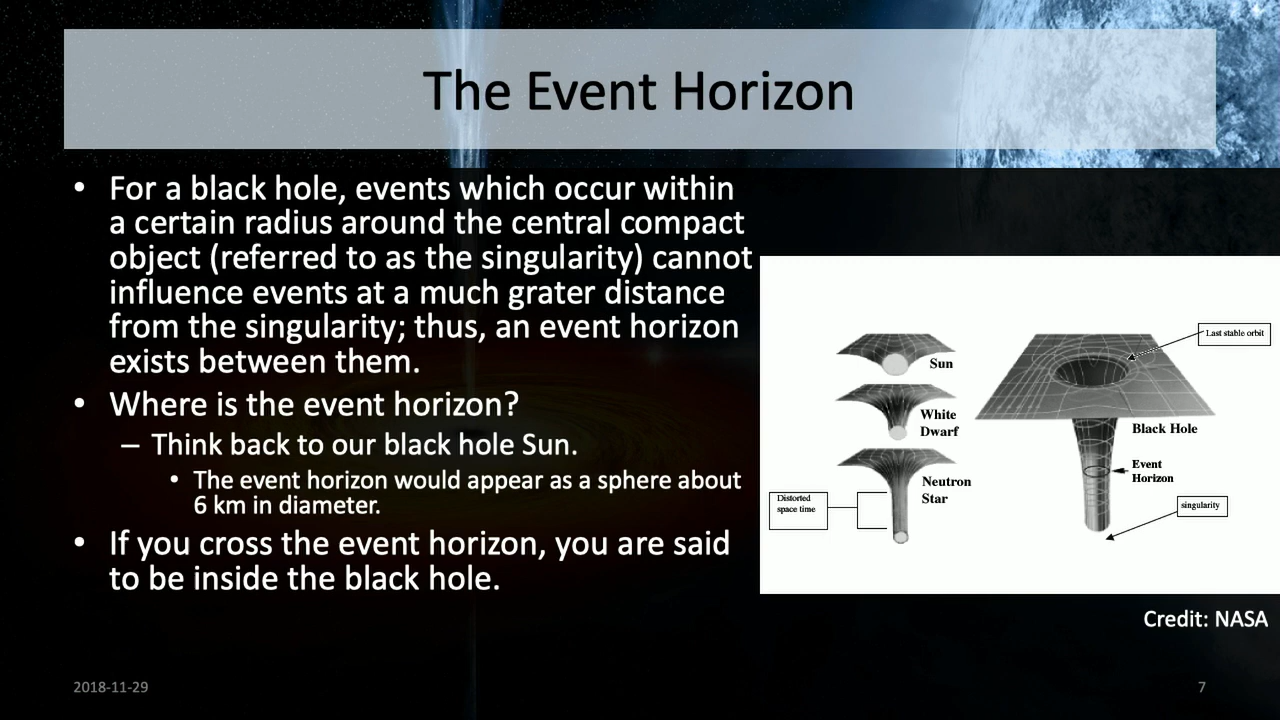 The Event Horizon
• For a black hole, events which occur within
a certain radius around the central compact
object (referred to as the singularity) cannot
influence events at a much grater distance
from the singularity; thus, an event horizon
exists between them.
• Where is the event horizon?
– Think back to our black hole Sun.
• The event horizon would appear as a sphere about
6 km in diameter.
• If you cross the event horizon, you are said
to be inside the black hole.
Sun
White
Dwarf
Neutron
Star
Distorted
space time
Last stable orbit
Black Hole
Event
Horizon
singularity
Credit: NASA
2018-11-29
7